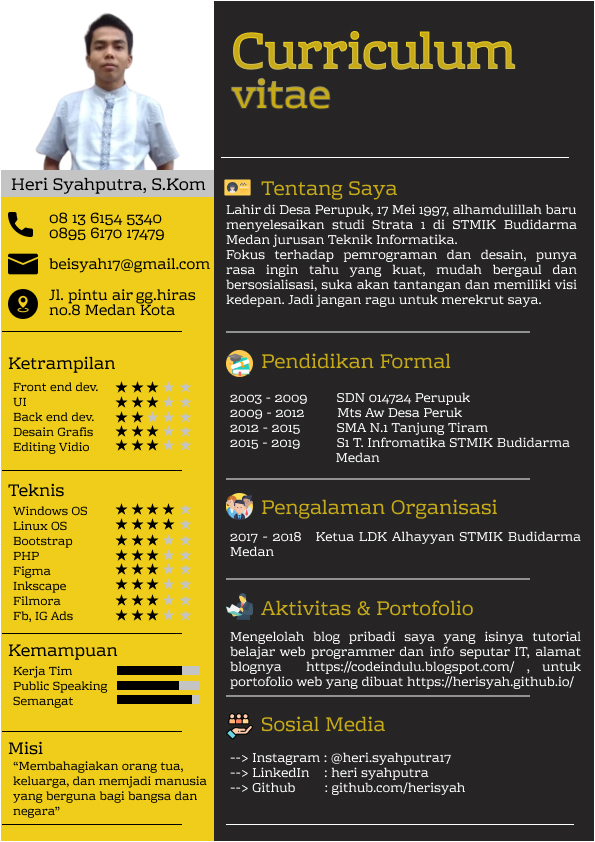 Curriculum
vitae
Heri Syahputra, S.Kom
08 13 6154 5340
0895 6170 17479
beisyah17@gmail.com
Jl. pintu air gg.hiras
no.8 Medan Kota
Ketrampilan
Front end dev.
UI
Back end dev.
Desain Grafis
Editing Vidio
Teknis
Windows OS
Linux OS
Bootstrap
PHP
Figma
Inkscape
Filmora
Fb, IG Ads
Kemampuan
Kerja Tim
Public Speaking
Semangat
Misi
“Membahagiakan orang tua,
keluarga, dan memjadi manusia
yang berguna bagi bangsa dan
negara”
Tentang Saya
Lahir di Desa Perupuk, 17 Mei 1997, alhamdulillah baru
menyelesaikan studi Strata 1 di STMIK Budidarma
Medan jurusan Teknik Informatika.
Fokus terhadap pemrograman dan desain, punya
rasa ingin tahu yang kuat, mudah bergaul dan
bersosialisasi, suka akan tantangan dan memiliki visi
kedepan. Jadi jangan ragu untuk merekrut saya.
Pendidikan Formal
2003 - 2009 SDN 014724 Perupuk
2009 - 2012 Mts Aw Desa Peruk
2012 - 2015 SMA N.1 Tanjung Tiram
2015 - 2019 S1 T. Infromatika STMIK Budidarma
Medan
Pengalaman Organisasi
2017 - 2018 Ketua LDK Alhayyan STMIK Budidarma
Medan
Aktivitas & Portofolio
Mengelolah blog pribadi saya yang isinya tutorial
belajar web programmer dan info seputar IT, alamat
blognya https://codeindulu.blogspot.com/ , untuk
portofolio web yang dibuat https://herisyah.github.io/
Sosial Media
--> Instagram : @heri.syahputra17
--> LinkedIn : heri syahputra
--> Github : github.com/herisyah